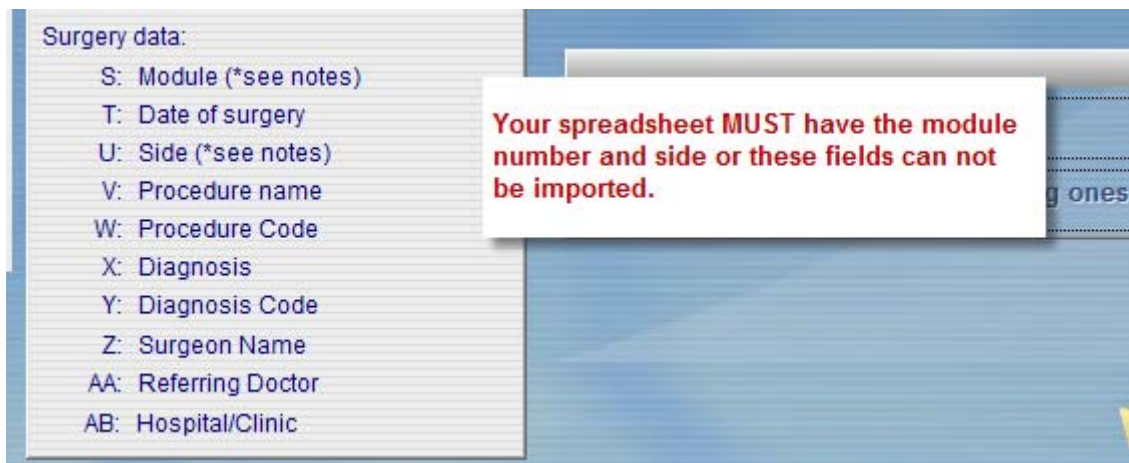 Surgery data:
S: Module (*see notes)
T: Date of surgery
U: Side (*see notes)
V: Procedure name
W: Procedure Code
X: Diagnosis
Y: Diagnosis Code
Z: Surgeon Name
AA: Referring Doctor
AB: Hospital/Clinic
Your spreadsheet MUST have the module
number and side or these fields can not
be imported.
ones